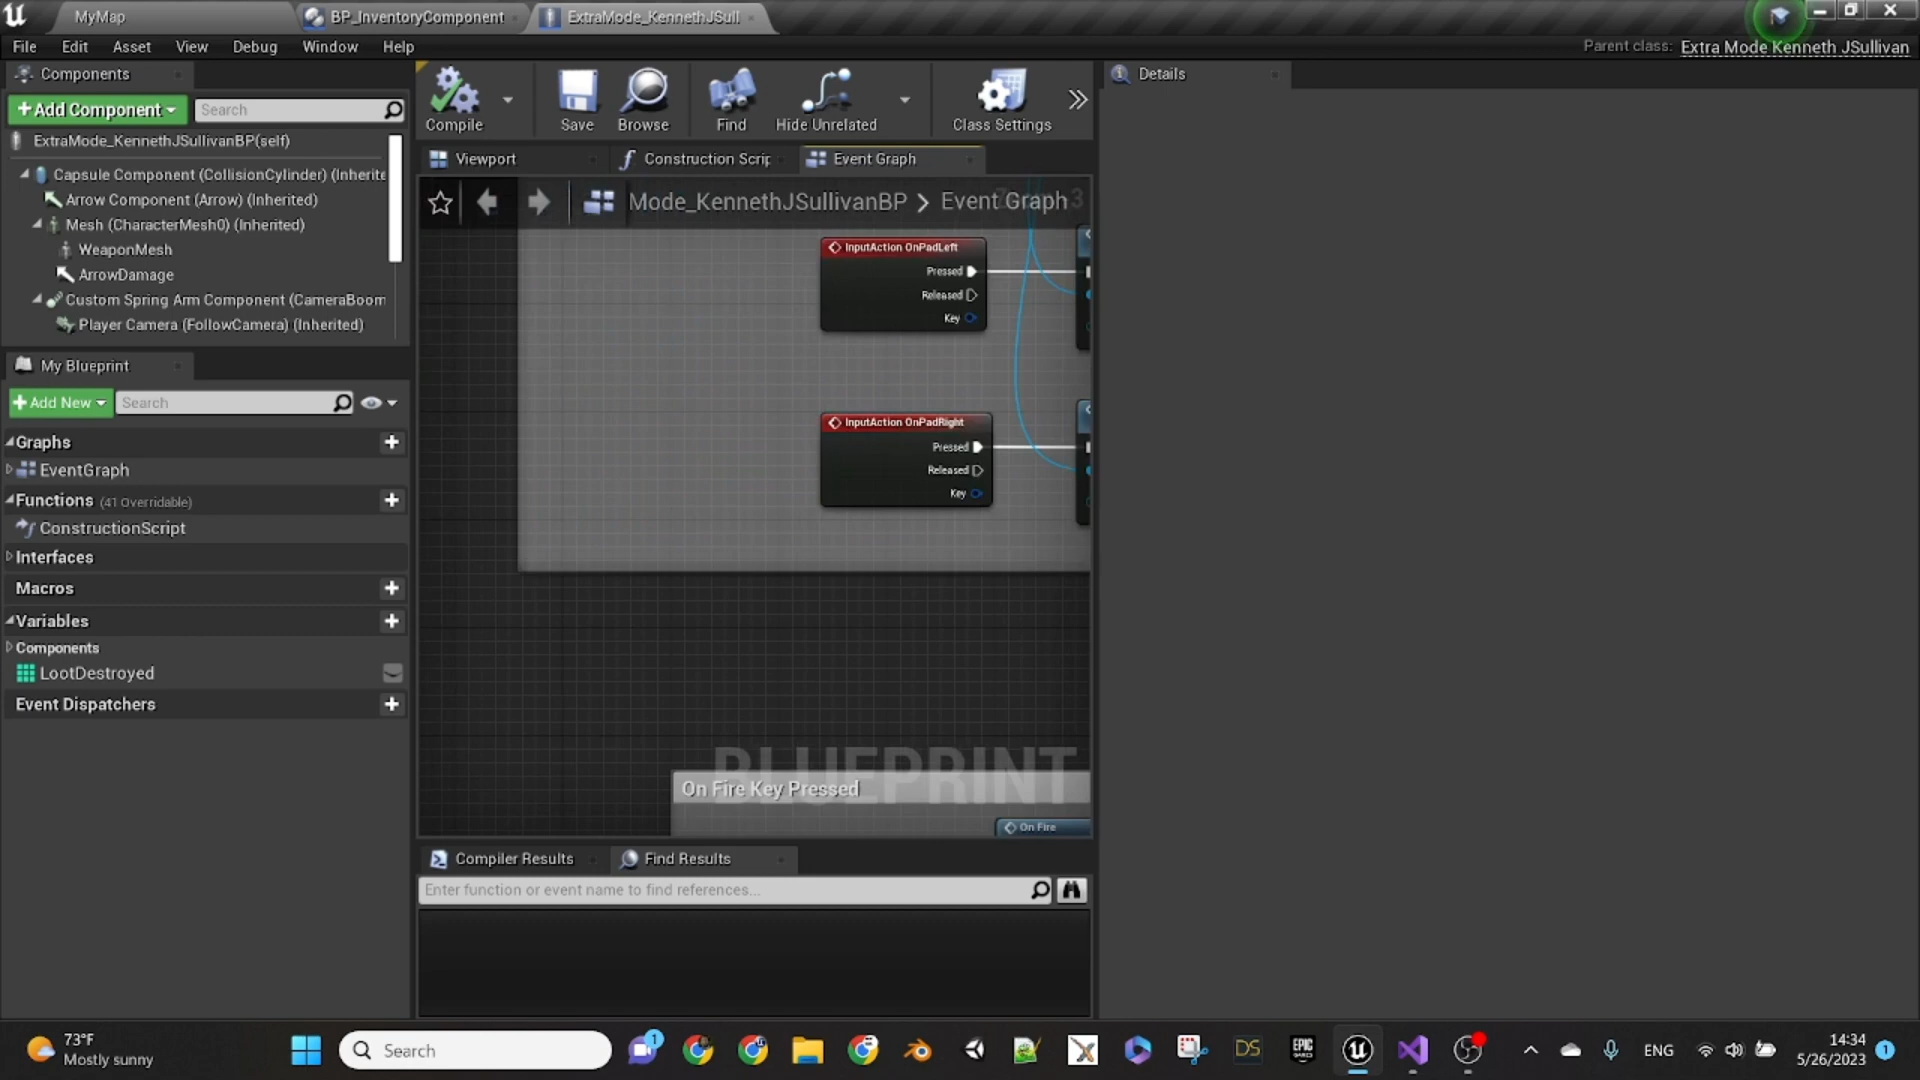 MyMap
BP_InventoryComponent
ExtraMode_KennethJSull
File
Edit
Asset
View
Debug
Window
Help
Parent class: Extra Mode Kenneth JSullivan
Components
Add Component
Search
ExtraMode_KennethJSullivanBP(self)
Capsule Component (CollisionCylinder) (Inherite
Arrow Component (Arrow) (Inherited)
Mesh (CharacterMesh0) (Inherited)
WeaponMesh
ArrowDamage
Custom Spring Arm Component (CameraBoom
Player Camera (FollowCamera) (Inherited)
My Blueprint
Add New
Search
Graphs
EventGraph
Functions (41 Overridable)
ConstructionScript
Interfaces
Macros
Variables
Components
LootDestroyed
Event Dispatchers
Compile
Save
Browse
Find
Hide Unrelated
Class Settings
Viewport
Construction Scrip
Event Graph
Mode_KennethJSullivanBP > Event Graph
InputAction OnPadLeft
Pressed
Released
Key
InputAction OnPadRight
Pressed
Released
Key
BLUEPRINT
On Fire Key Pressed
On Fire
Compiler Results
Find Results
Enter function or event name to find references...
Details
73°F
Mostly sunny
Search
1
DS
EPIC
GAMES
ENG
14:34
5/26/2023
1